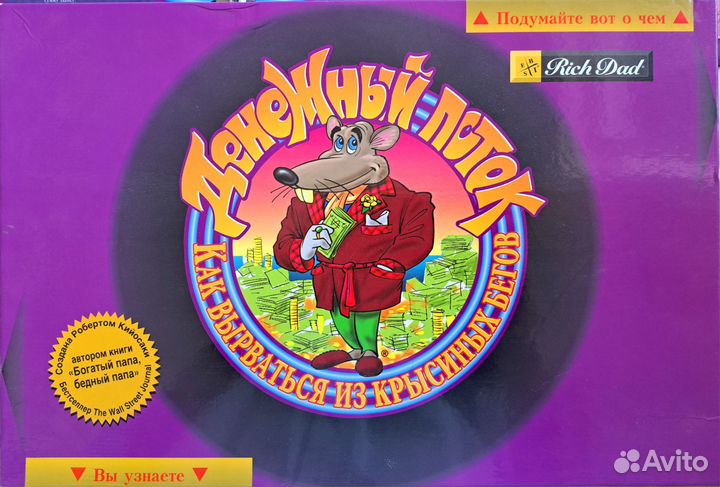 ▲ Подумайте вот о чем ▲
E B S I Rich Dad®
ДЕНЕЖНЫЙ ПОТОК
КАК ВЫРВАТЬСЯ ИЗ КРЫСИНЫХ БЕГОВ
®
Создана Робертом Кийосаки
автором книги
«Богатый папа,
бедный папа»
Бестселлер The Wall Street Journal
▼ Вы узнаете ▼
Avito